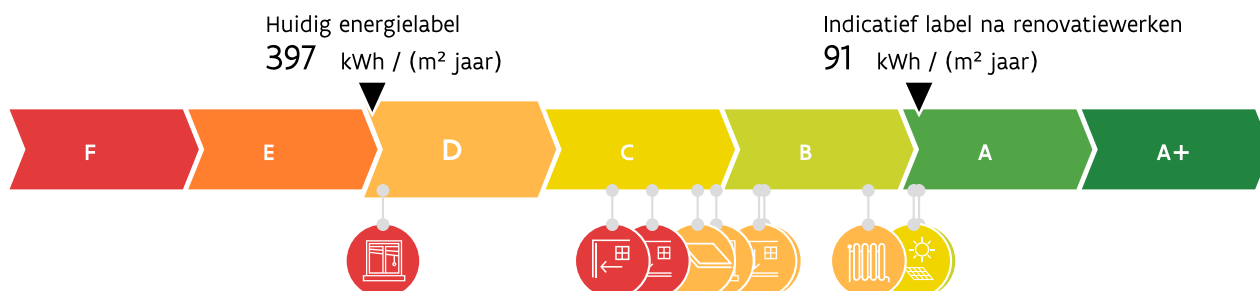 Huidig energielabel
397 kWh / (m² jaar)
Indicatief label na renovatiewerken
91 kWh / (m² jaar)
F E D C B A A+